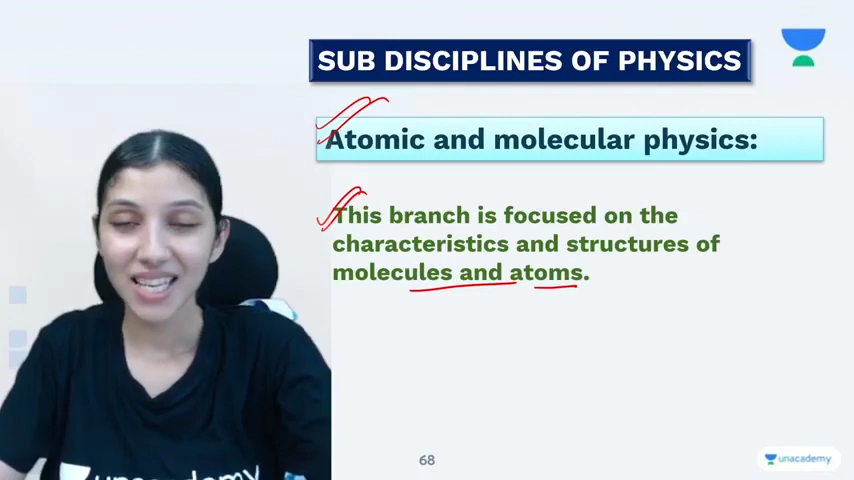 SUB DISCIPLINES OF PHYSICS
Atomic and molecular physics:
This branch is focused on the
characteristics and structures of
molecules and atoms.
unacademy
68
unacademy